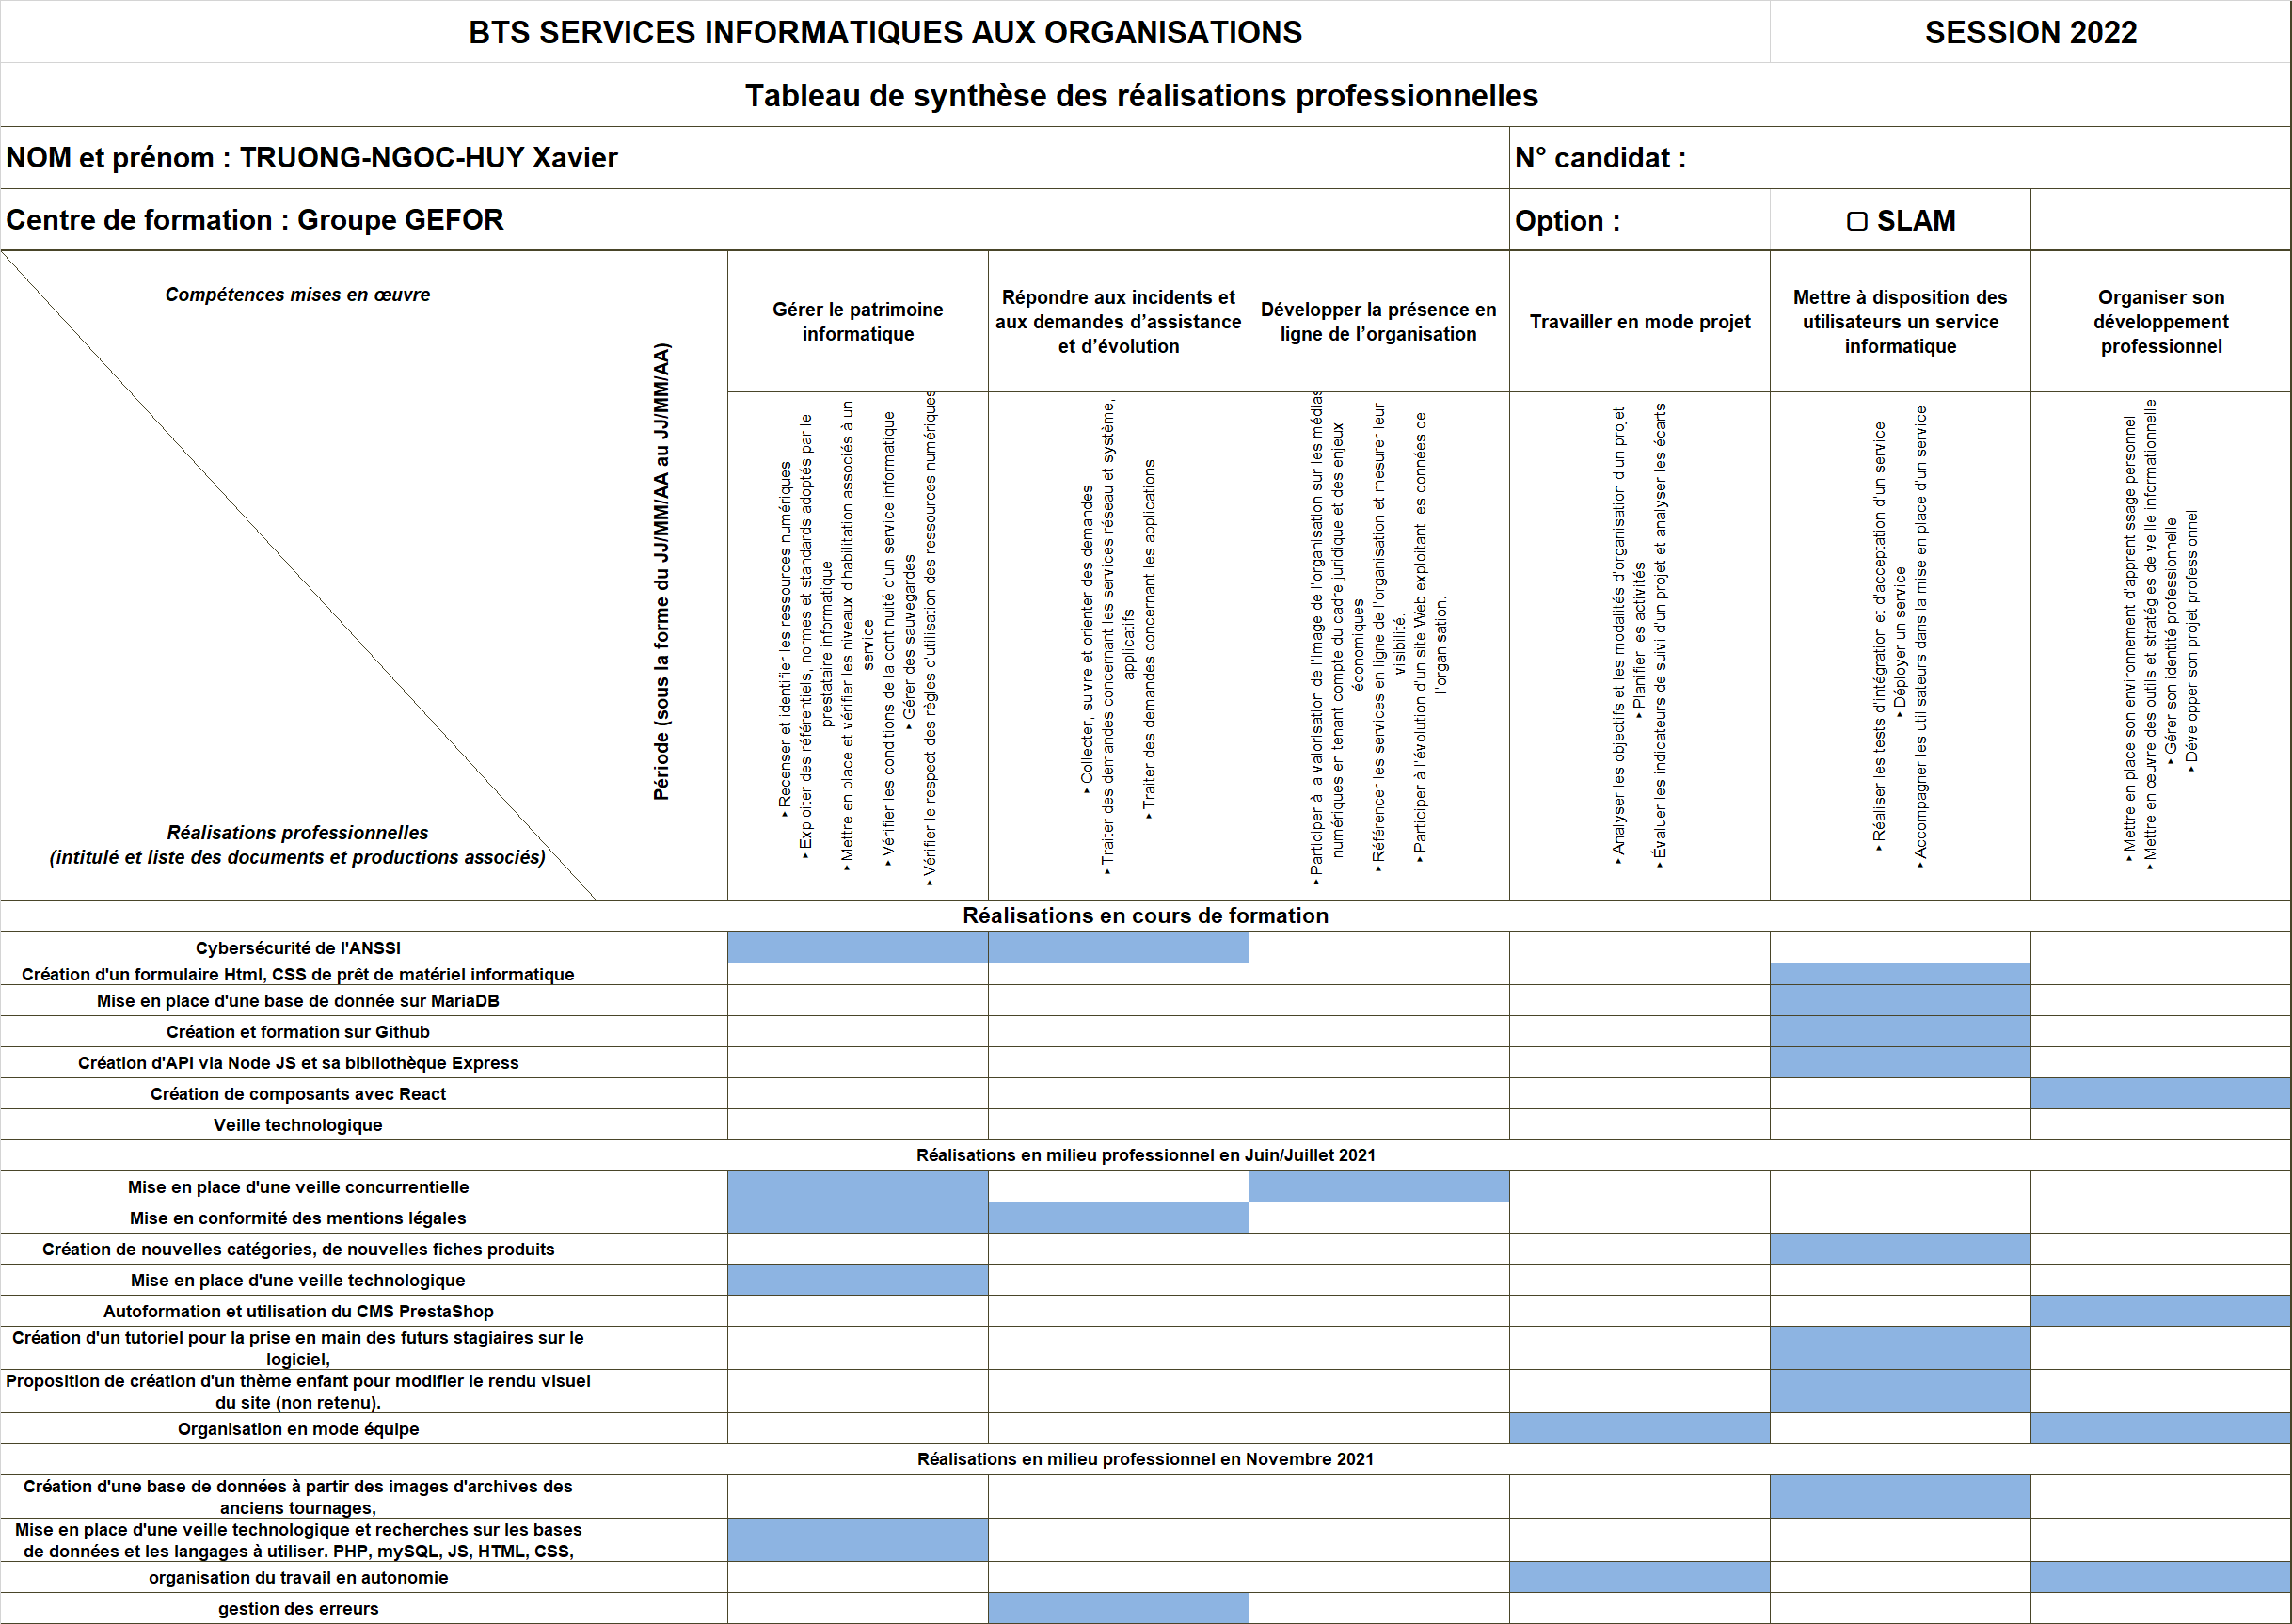 BTS SERVICES INFORMATIQUES AUX ORGANISATIONS
SESSION 2022
Tableau de synthèse des réalisations professionnelles
NOM et prénom : TRUONG-NGOC-HUY Xavier
N° candidat :
Centre de formation : Groupe GEFOR
Option :
▢ SLAM
Compétences mises en œuvre
Réalisations professionnelles
(intitulé et liste des documents et productions associés)
Période (sous la forme du JJ/MM/AA au JJ/MM/AA)
Gérer le patrimoine
informatique
Répondre aux incidents et
aux demandes d’assistance
et d’évolution
Développer la présence en
ligne de l’organisation
Travailler en mode projet
Mettre à disposition des
utilisateurs un service
informatique
Organiser son
développement
professionnel
▸ Recenser et identifier les ressources numériques
▸ Exploiter des référentiels, normes et standards adoptés par le
prestataire informatique
▸ Mettre en place et vérifier les niveaux d'habilitation associés à un
service
▸ Vérifier les conditions de la continuité d'un service informatique
▸ Gérer des sauvegardes
▸ Vérifier le respect des règles d'utilisation des ressources numériques
▸ Collecter, suivre et orienter des demandes
▸ Traiter des demandes concernant les services réseau et système,
applicatifs
▸ Traiter des demandes concernant les applications
▸ Participer à la valorisation de l'image de l'organisation sur les médias
numériques en tenant compte du cadre juridique et des enjeux
économiques
▸ Référencer les services en ligne de l'organisation et mesurer leur
visibilité.
▸ Participer à l'évolution d'un site Web exploitant les données de
l'organisation.
▸ Analyser les objectifs et les modalités d'organisation d'un projet
▸ Planifier les activités
▸ Évaluer les indicateurs de suivi d'un projet et analyser les écarts
▸ Réaliser les tests d'intégration et d'acceptation d'un service
▸ Déployer un service
▸ Accompagner les utilisateurs dans la mise en place d'un service
▸ Mettre en place son environnement d'apprentissage personnel
▸ Mettre en œuvre des outils et stratégies de veille informationnelle
▸ Gérer son identité professionnelle
▸ Développer son projet professionnel
Réalisations en cours de formation
Cybersécurité de l'ANSSI
Création d'un formulaire Html, CSS de prêt de matériel informatique
Mise en place d'une base de donnée sur MariaDB
Création et formation sur Github
Création d'API via Node JS et sa bibliothèque Express
Création de composants avec React
Veille technologique
Réalisations en milieu professionnel en Juin/Juillet 2021
Mise en place d'une veille concurrentielle
Mise en conformité des mentions légales
Création de nouvelles catégories, de nouvelles fiches produits
Mise en place d'une veille technologique
Autoformation et utilisation du CMS PrestaShop
Création d'un tutoriel pour la prise en main des futurs stagiaires sur le
logiciel,
Proposition de création d'un thème enfant pour modifier le rendu visuel
du site (non retenu).
Organisation en mode équipe
Réalisations en milieu professionnel en Novembre 2021
Création d'une base de données à partir des images d'archives des
anciens tournages,
Mise en place d'une veille technologique et recherches sur les bases
de données et les langages à utiliser. PHP, mySQL, JS, HTML, CSS,
organisation du travail en autonomie
gestion des erreurs